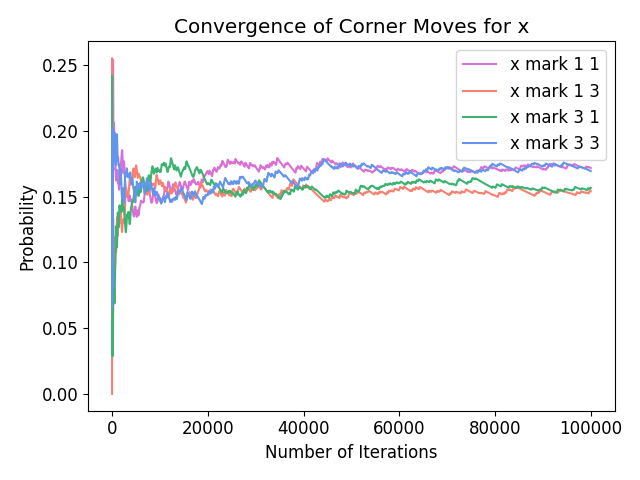 Convergence of Corner Moves for x
x mark 1 1
x mark 1 3
x mark 3 1
x mark 3 3
0.25
0.20
0.15
0.10
0.05
0.00
Probability
0 20000 40000 60000 80000 100000
Number of Iterations